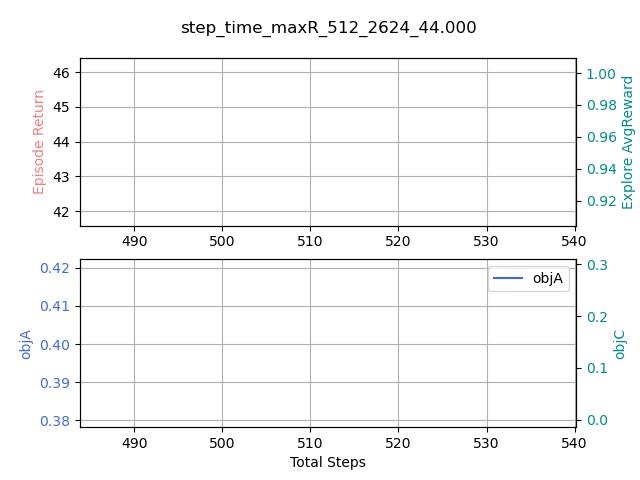 step_time_maxR_512_2624_44.000
46
45
44
43
42
Episode Return
1.00
0.98
0.96
0.94
0.92
Explore AvgReward
490 500 510 520 530 540
0.42
0.41
0.40
0.39
0.38
objA
objA
0.3
0.2
0.1
0.0
objC
490 500 510 520 530 540
Total Steps